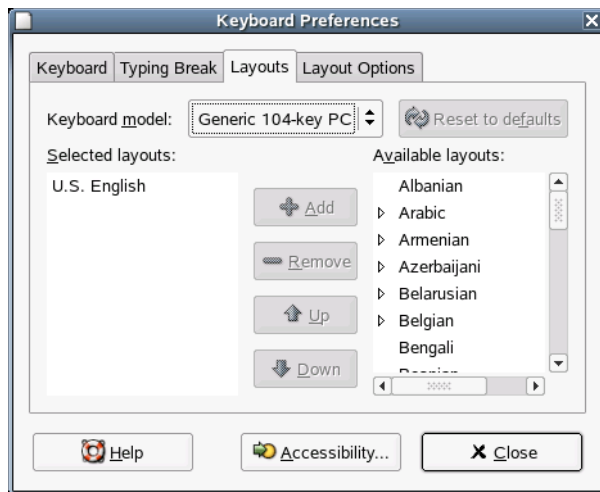 Keyboard Preferences
Keyboard Typing Break Layouts Layout Options
Keyboard model: Generic 104-key PC Reset to defaults
Selected layouts: Available layouts:
U.S. English
Add
Remove
Up
Down
Albanian
Arabic
Armenian
Azerbaijani
Belarusian
Belgian
Bengali
Help Accessibility... Close